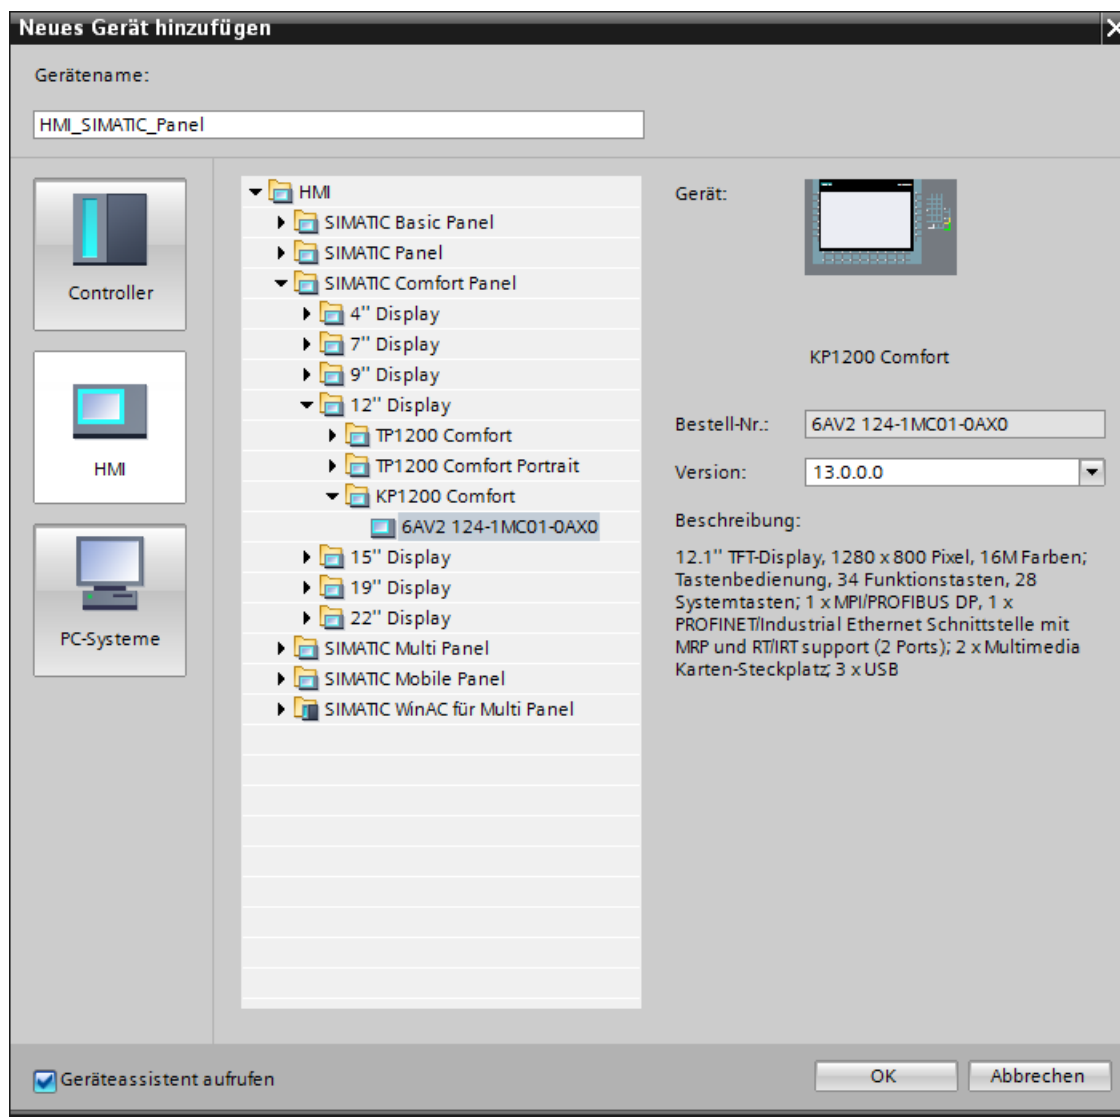 Neues Gerät hinzufügen
Gerätename:
HMI_SIMATIC_Panel
Controller
HMI
PC-Systeme
HMI
SIMATIC Basic Panel
SIMATIC Panel
SIMATIC Comfort Panel
4'' Display
7'' Display
9'' Display
12'' Display
TP1200 Comfort
TP1200 Comfort Portrait
KP1200 Comfort
6AV2 124-1MC01-0AX0
15'' Display
19'' Display
22'' Display
SIMATIC Multi Panel
SIMATIC Mobile Panel
SIMATIC WinAC für Multi Panel
Gerät:
KP1200 Comfort
Bestell-Nr.: 6AV2 124-1MC01-0AX0
Version: 13.0.0.0
Beschreibung:
12.1'' TFT-Display, 1280 x 800 Pixel, 16M Farben;
Tastenbedienung, 34 Funktionstasten, 28
Systemtasten; 1 x MPI/PROFIBUS DP, 1 x
PROFINET/Industrial Ethernet Schnittstelle mit
MRP und RT/IRT support (2 Ports); 2 x Multimedia
Karten-Steckplatz; 3 x USB
Geräteassistent aufrufen
OK
Abbrechen